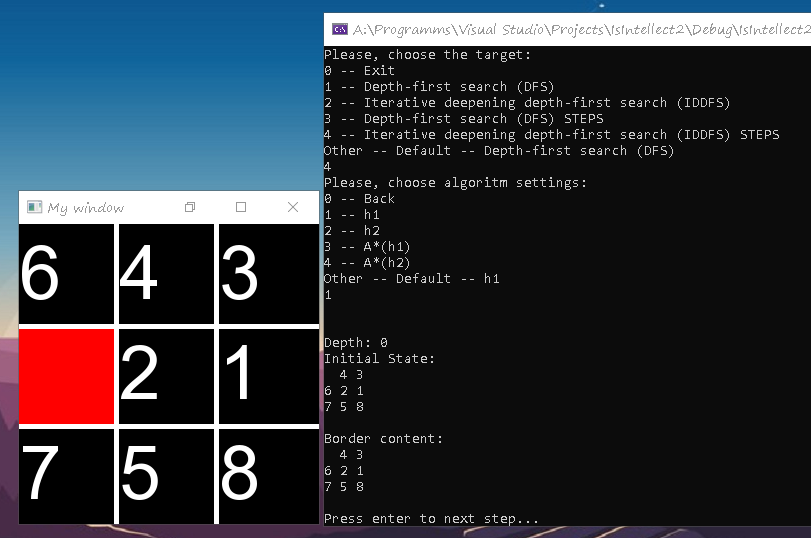 A:\Programms\Visual Studio\Projects\IsIntellect2\Debug\IsIntellect2
Please, choose the target:
0 -- Exit
1 -- Depth-first search (DFS)
2 -- Iterative deepening depth-first search (IDDFS)
3 -- Depth-first search (DFS) STEPS
4 -- Iterative deepening depth-first search (IDDFS) STEPS
Other -- Default -- Depth-first search (DFS)
4
Please, choose algoritm settings:
0 -- Back
1 -- h1
2 -- h2
3 -- A*(h1)
4 -- A*(h2)
Other -- Default -- h1
1
Depth: 0
Initial State:
4 3
6 2 1
7 5 8
Border content:
4 3
6 2 1
7 5 8
Press enter to next step...
My window
6 4 3
2 1
7 5 8